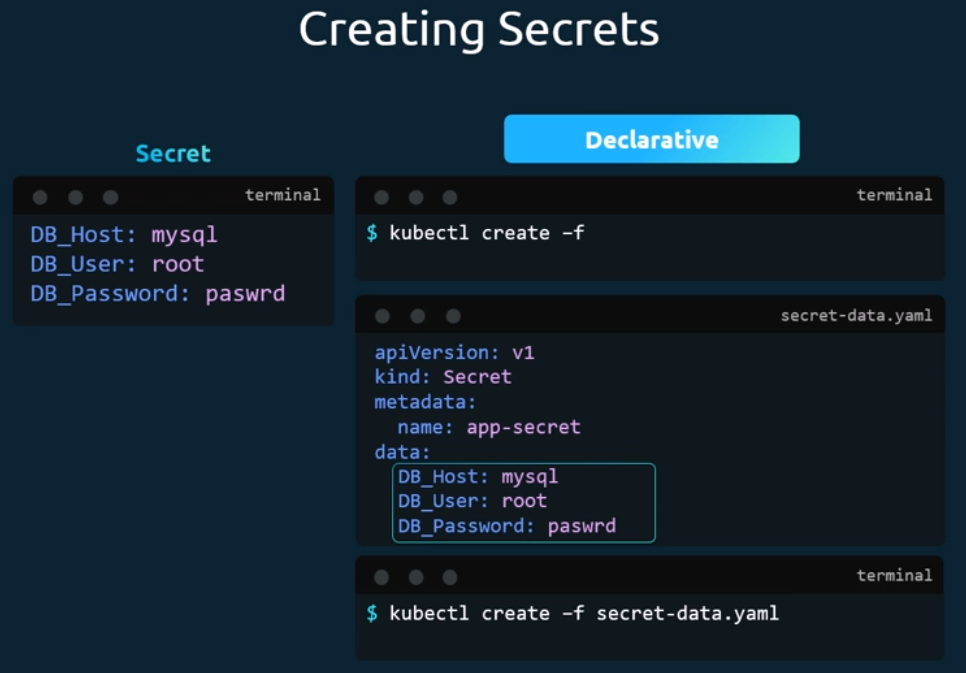 Creating Secrets
Secret
terminal
DB_Host: mysql
DB_User: root
DB_Password: paswrd
Declarative
terminal
$ kubectl create –f
secret-data.yaml
apiVersion: v1
kind: Secret
metadata:
  name: app-secret
data:
  DB_Host: mysql
  DB_User: root
  DB_Password: paswrd
terminal
$ kubectl create –f secret-data.yaml